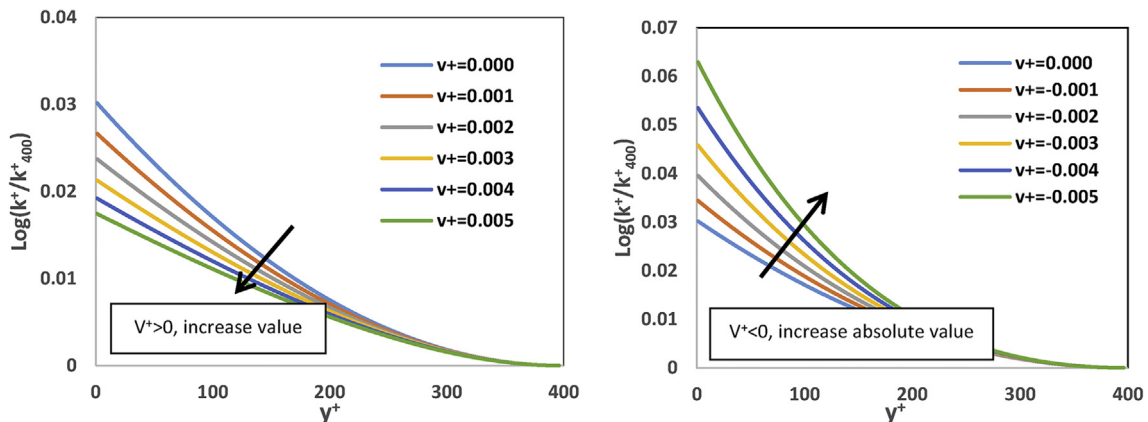 0.04
0.03
0.02
0.01
0
Log(k⁺/k⁺₄₀₀)
v+=0.000
v+=0.001
v+=0.002
v+=0.003
v+=0.004
v+=0.005
V⁺>0, increase value
0 100 200 300 400
y⁺
0.07
0.06
0.05
0.04
0.03
0.02
0.01
0
Log(k⁺/k⁺₄₀₀)
v+=0.000
v+=-0.001
v+=-0.002
v+=-0.003
v+=-0.004
v+=-0.005
V⁺<0, increase absolute value
0 100 200 300 400
y⁺